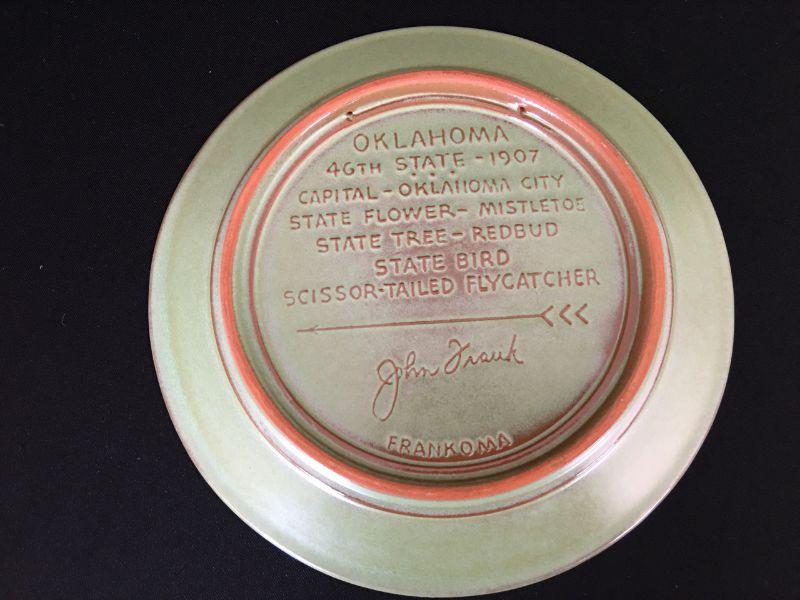 OKLAHOMA
46TH STATE - 1907
CAPITAL - OKLAHOMA CITY
STATE FLOWER - MISTLETOE
STATE TREE - REDBUD
STATE BIRD
SCISSOR-TAILED FLYCATCHER
John Frank
FRANKOMA